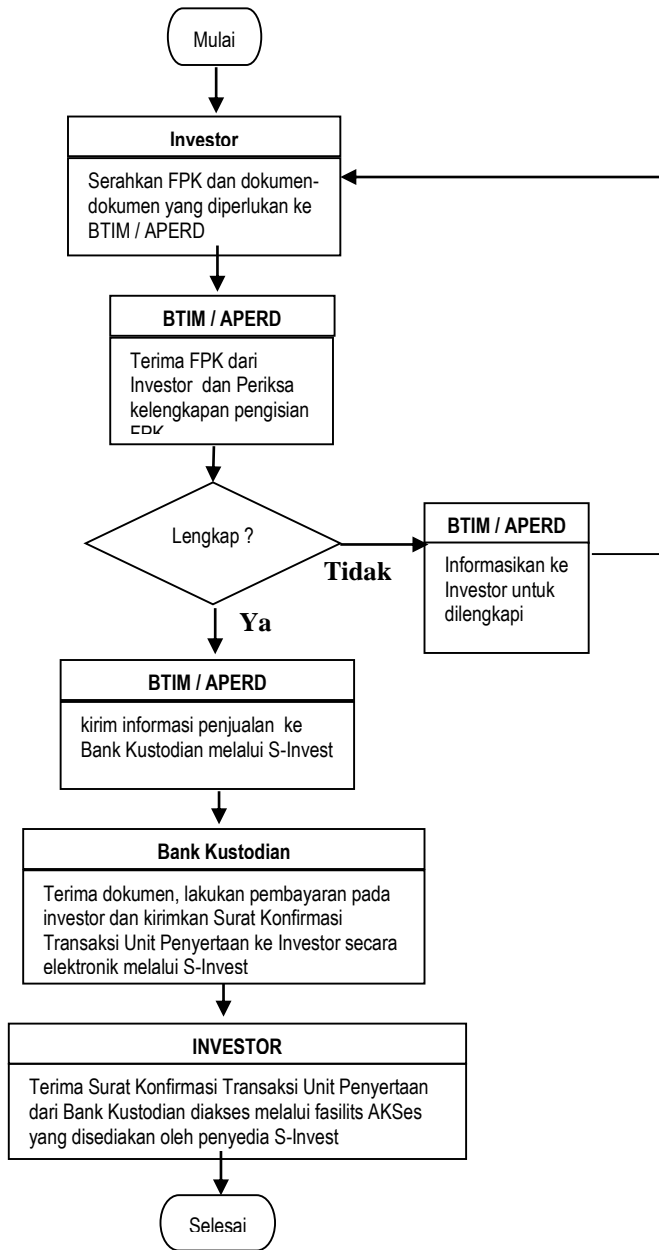 Mulai
Investor
Serahkan FPK dan dokumen-
dokumen yang diperlukan ke
BTIM / APERD
BTIM / APERD
Terima FPK dari
Investor dan Periksa
kelengkapan pengisian
FPK
Lengkap ?
Tidak
BTIM / APERD
Informasikan ke
Investor untuk
dilengkapi
Ya
BTIM / APERD
kirim informasi penjualan ke
Bank Kustodian melalui S-Invest
Bank Kustodian
Terima dokumen, lakukan pembayaran pada
investor dan kirimkan Surat Konfirmasi
Transaksi Unit Penyertaan ke Investor secara
elektronik melalui S-Invest
INVESTOR
Terima Surat Konfirmasi Transaksi Unit Penyertaan
dari Bank Kustodian diakses melalui fasilits AKSes
yang disediakan oleh penyedia S-Invest
Selesai